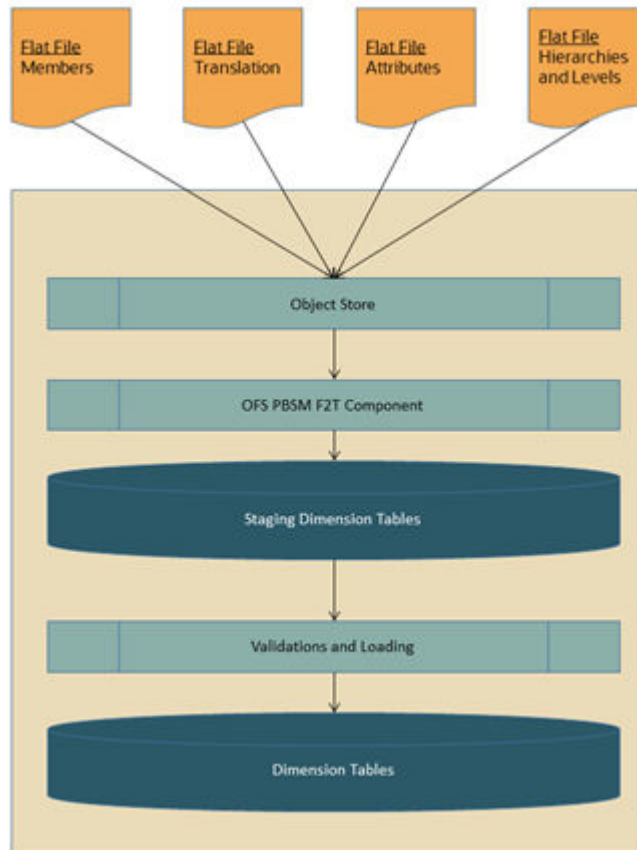 Flat File
Members
Flat File
Translation
Flat File
Attributes
Flat File
Hierarchies
and Levels
Object Store
OFS PBSM F2T Component
Staging Dimension Tables
Validations and Loading
Dimension Tables